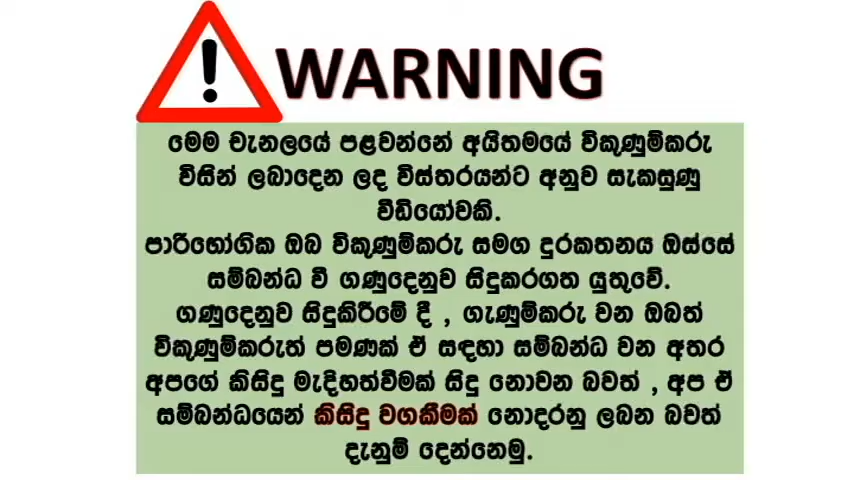 WARNING
මෙම චැනලයේ පළවන්නේ අයිතමයේ විකුණුම්කරු
විසින් ලබාදෙන ලද විස්තරයන්ට අනුව සැකසුණු
වීඩියෝවකි.
පාරිභෝගික ඔබ විකුණුම්කරු සමග දුරකතනය ඔස්සේ
සම්බන්ධ වී ගණුදෙනුව සිදුකරගත යුතුවේ.
ගණුදෙනුව සිදුකිරීමේ දී , ගැණුම්කරු වන ඔබත්
විකුණුම්කරුත් පමණක් ඒ සඳහා සම්බන්ධ වන අතර
අපගේ කිසිදු මැදිහත්වීමක් සිදු නොවන බවත් , අප ඒ
සම්බන්ධයෙන් කිසිදු වගකීමක් නොදරනු ලබන බවත්
දැනුම් දෙන්නෙමු.